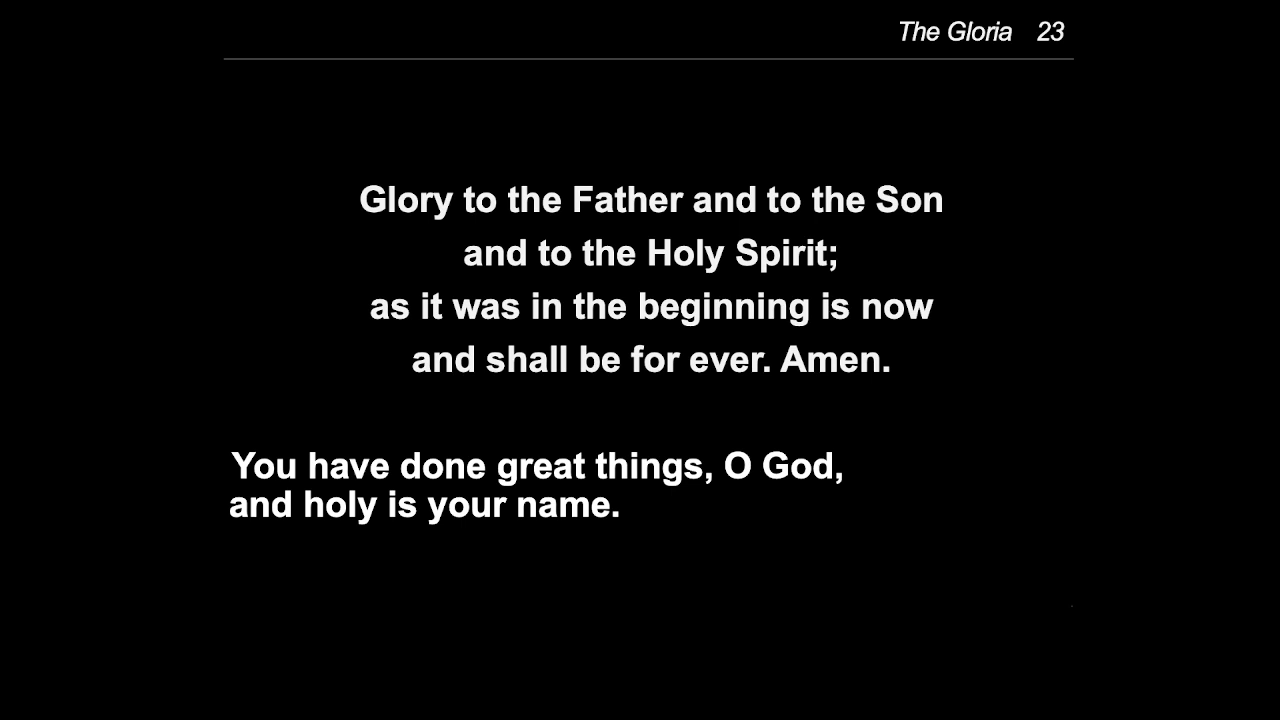 The Gloria 23
Glory to the Father and to the Son
and to the Holy Spirit;
as it was in the beginning is now
and shall be for ever. Amen.
You have done great things, O God,
and holy is your name.